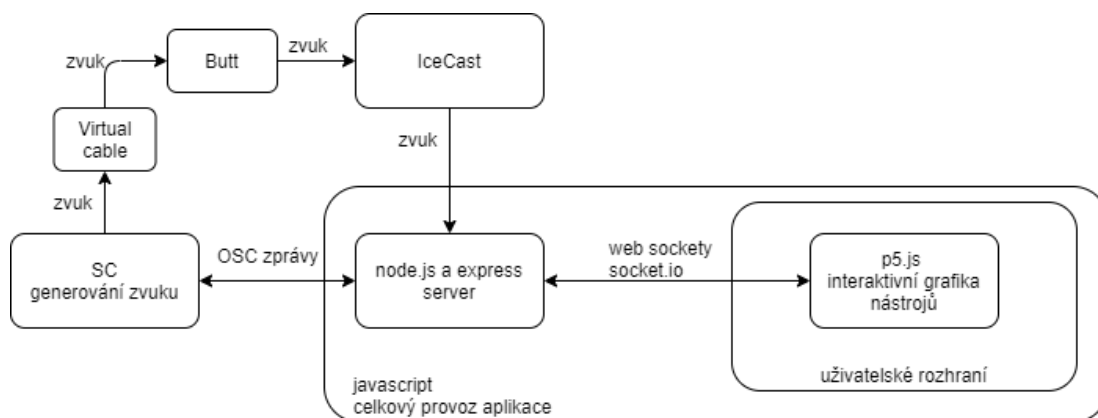 zvuk
Butt
zvuk
IceCast
Virtual
cable
zvuk
zvuk
SC
generování zvuku
OSC zprávy
node.js a express
server
web sockety
socket.io
p5.js
interaktivní grafika
nástrojů
uživatelské rozhraní
javascript
celkový provoz aplikace